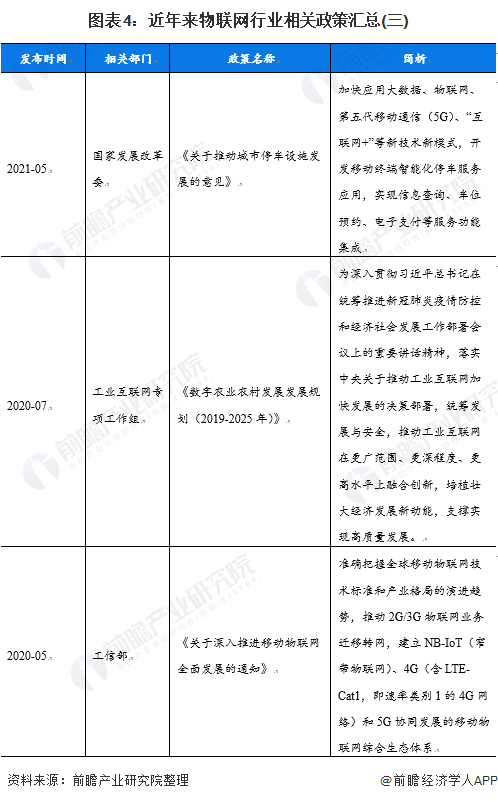 图表4：近年来物联网行业相关政策汇总(三)
发布时间
相关部门
政策名称
简析
2021-05
国家发展改革
委
《关于推动城市停车设施发
展的意见》
加快应用大数据、物联网、
第五代移动通信（5G）、“互
联网+”等新技术新模式，开
发移动终端智能化停车服务
应用，实现信息查询、车位
预约、电子支付等服务功能
集成。
2020-07
工业互联网专
项工作组
《数字农业农村发展发展规
划（2019-2025 年）》
为深入贯彻习近平总书记在
统筹推进新冠肺炎疫情防控
和经济社会发展工作部署会
议上的重要讲话精神，落实
中央关于推动工业互联网加
快发展的决策部署，统筹发
展与安全，推动工业互联网
在更广范围、更深程度、更
高水平上融合创新，培植壮
大经济发展新动能，支撑实
现高质量发展。
2020-05
工信部
《关于深入推进移动物联网
全面发展的通知》
准确把握全球移动物联网技
术标准和产业格局的演进趋
势，推动 2G/3G 物联网业务
迁移转网，建立 NB-IoT（窄
带物联网）、4G（含 LTE-
Cat1，即速率类别 1 的 4G 网
络）和 5G 协同发展的移动物
联网综合生态体系
资料来源：前瞻产业研究院整理
@前瞻经济学人APP
前瞻产业研究院